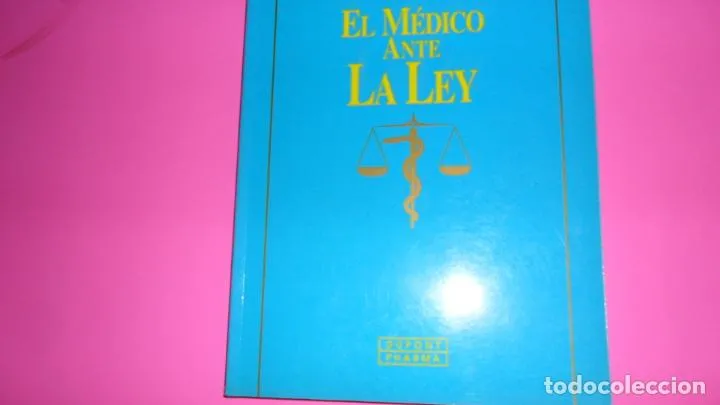 EL MÉDICO
ANTE
LA LEY
DUPONT
PHARMA
todocoleccion